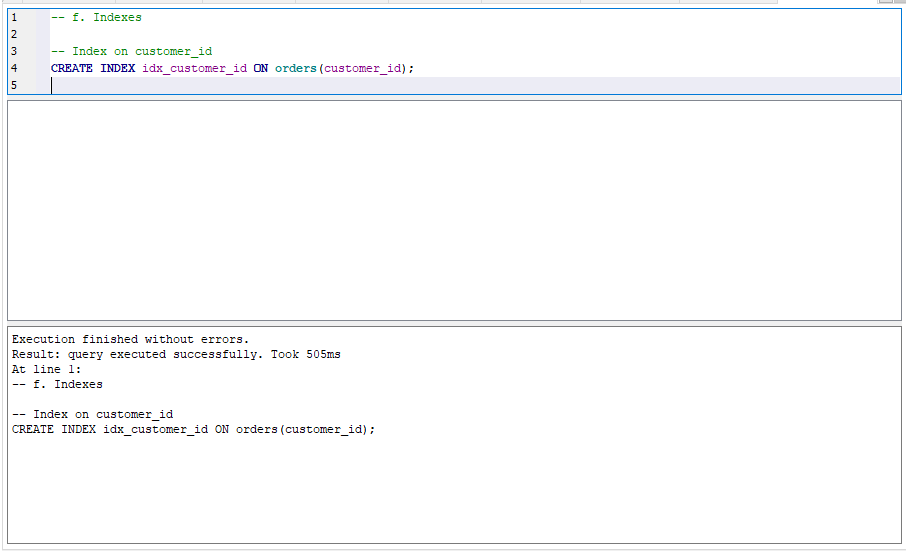 1 -- f. Indexes
2
3 -- Index on customer_id
4 CREATE INDEX idx_customer_id ON orders(customer_id);
5
Execution finished without errors.
Result: query executed successfully. Took 505ms
At line 1:
-- f. Indexes
-- Index on customer_id
CREATE INDEX idx_customer_id ON orders(customer_id);